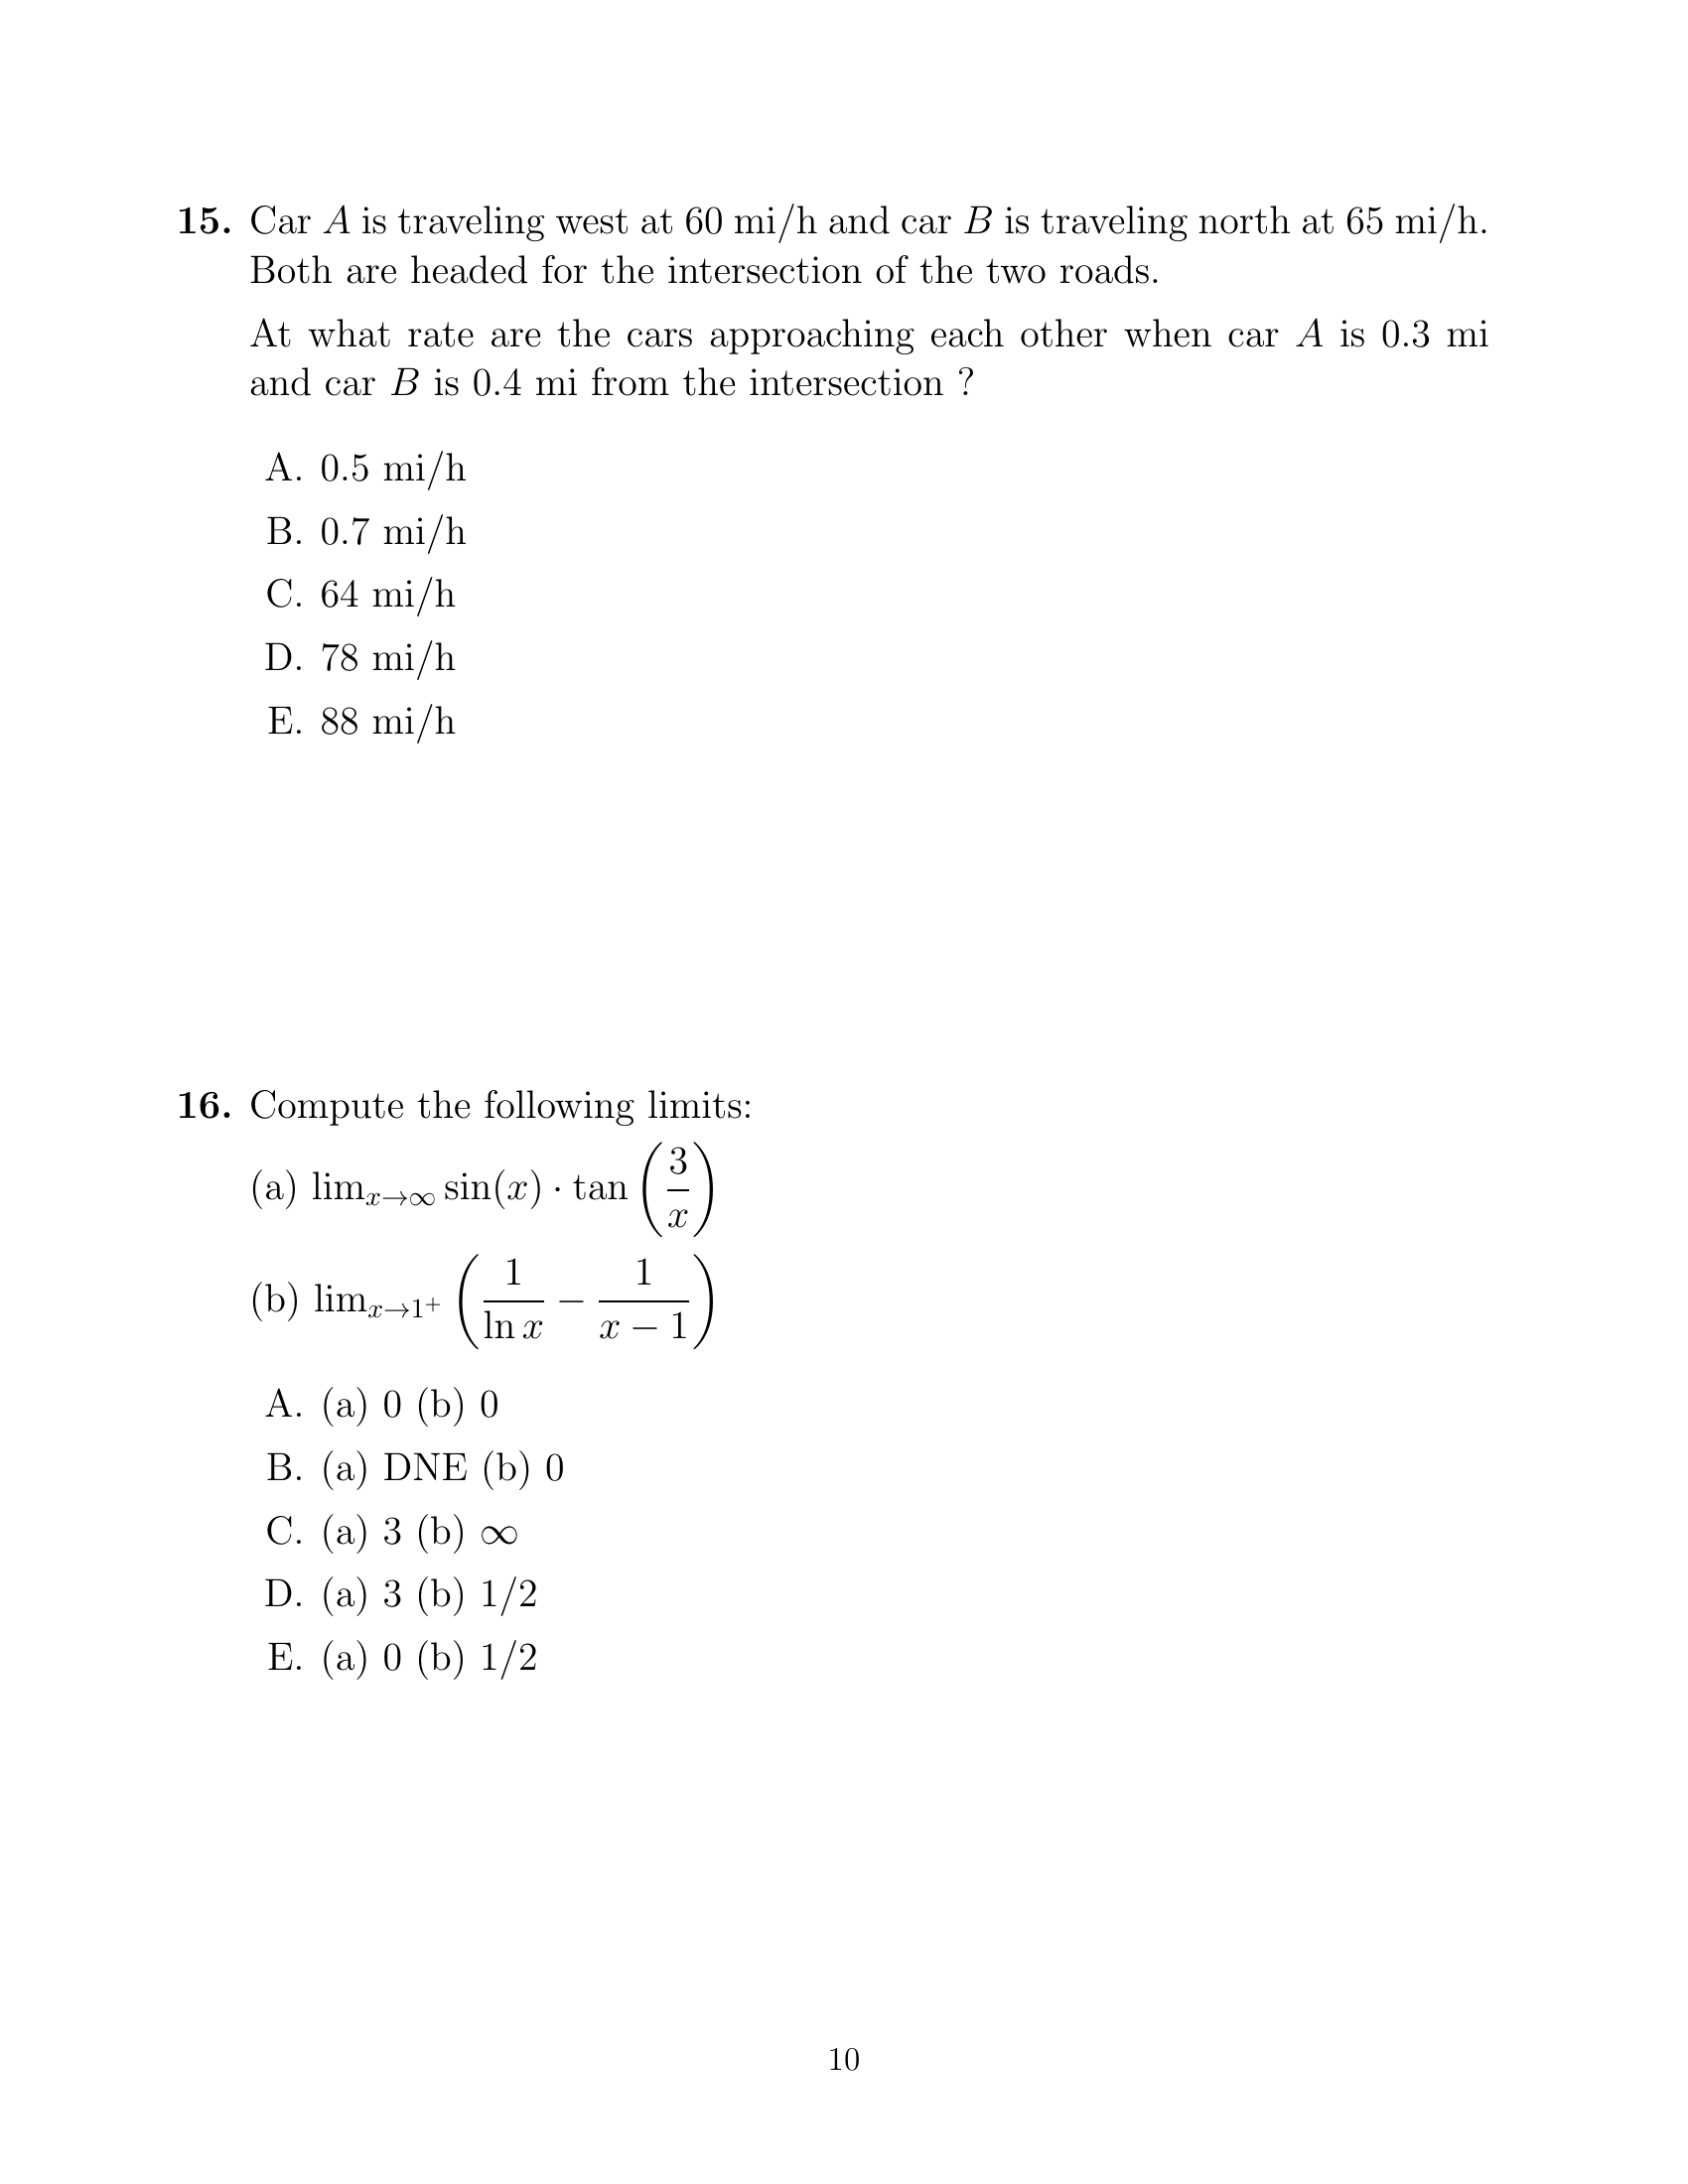 15. Car A is traveling west at 60 mi/h and car B is traveling north at 65 mi/h.
Both are headed for the intersection of the two roads.
At what rate are the cars approaching each other when car A is 0.3 mi
and car B is 0.4 mi from the intersection ?
A. 0.5 mi/h
B. 0.7 mi/h
C. 64 mi/h
D. 78 mi/h
E. 88 mi/h
16. Compute the following limits:
(a) $\lim_{x \to \infty} \sin(x) \cdot \tan\left(\frac{3}{x}\right)$
(b) $\lim_{x \to 1^+} \left(\frac{1}{\ln x} - \frac{1}{x-1}\right)$
A. (a) 0 (b) 0
B. (a) DNE (b) 0
C. (a) 3 (b) ∞
D. (a) 3 (b) 1/2
E. (a) 0 (b) 1/2
10